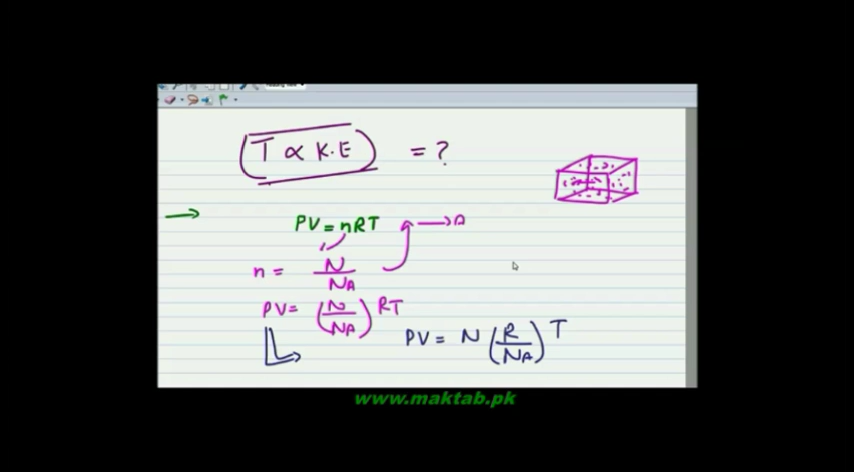 T ∝ K.E = ?
PV = nRT
n = N/NA
PV = (N/NA) RT
PV = N (R/NA) T
www.maktab.pk